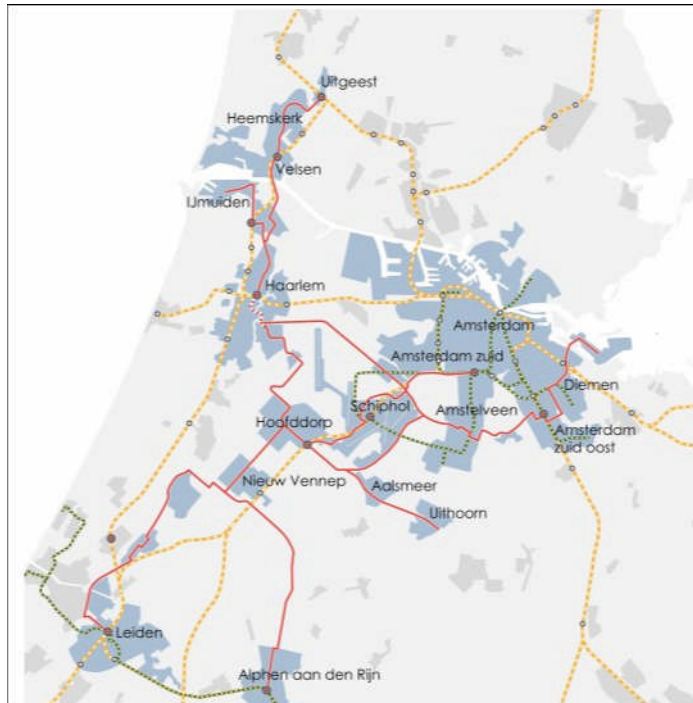 Uitgeest
Heemskerk
Velsen
IJmuiden
Haarlem
Amsterdam
Amsterdam zuid
Diemen
Schiphol
Amstelveen
Hoofddorp
Amsterdam
zuid oost
Nieuw Vennep
Aalsmeer
Uithoorn
Leiden
Alphen aan den Rijn